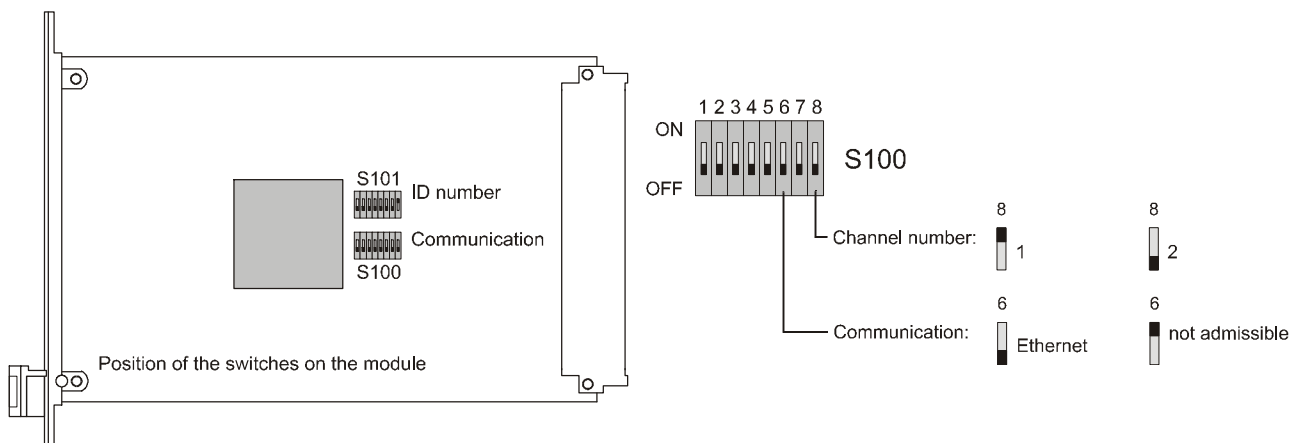 S101
ID number
Communication
S100
Position of the switches on the module
1 2 3 4 5 6 7 8
ON
OFF
S100
Channel number:
8
1
8
2
Communication:
6
Ethernet
6
not admissible